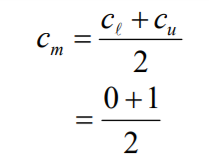 c_m = (c_ℓ + c_u) / 2
= (0 + 1) / 2